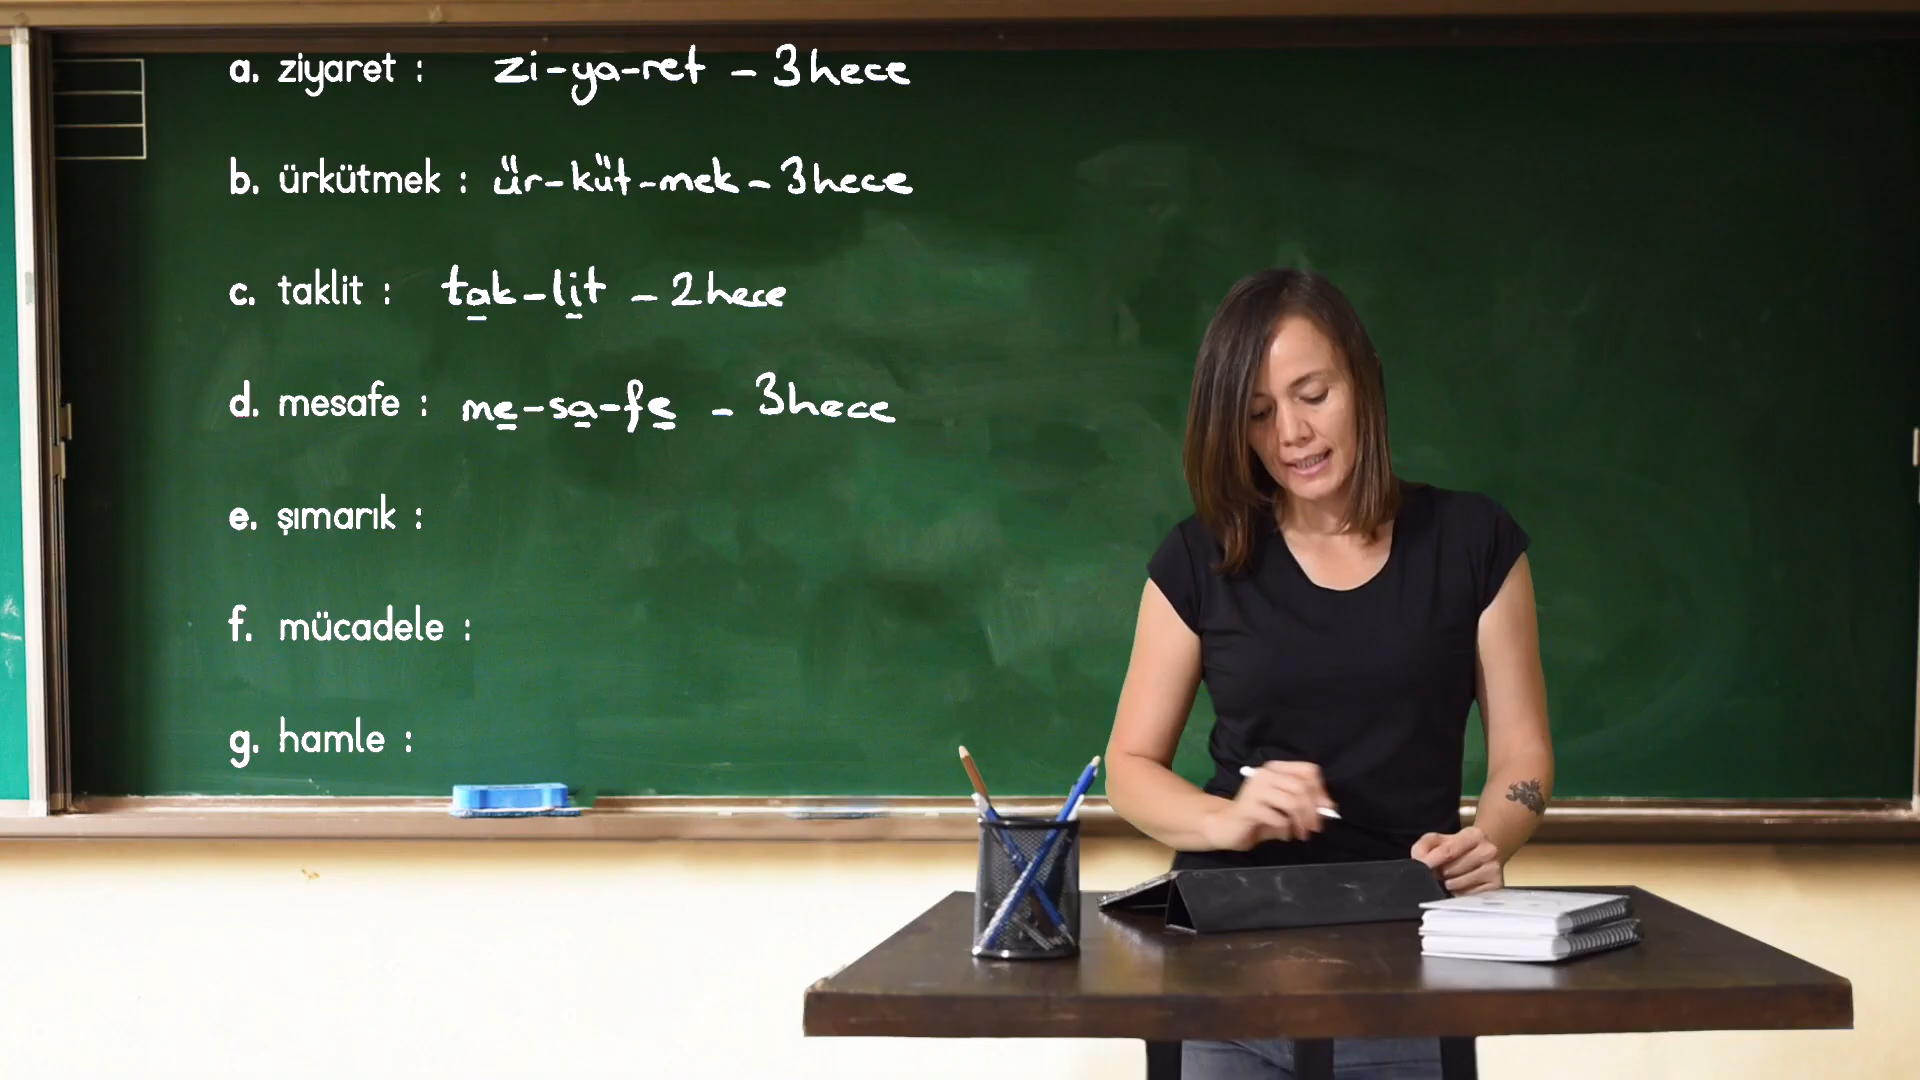 a. ziyaret : zi-ya-ret - 3 hece
b. ürkütmek : ür-küt-mek - 3 hece
c. taklit : tak-lit - 2 hece
d. mesafe : me-sa-fe - 3 hece
e. şımarık :
f. mücadele :
g. hamle :